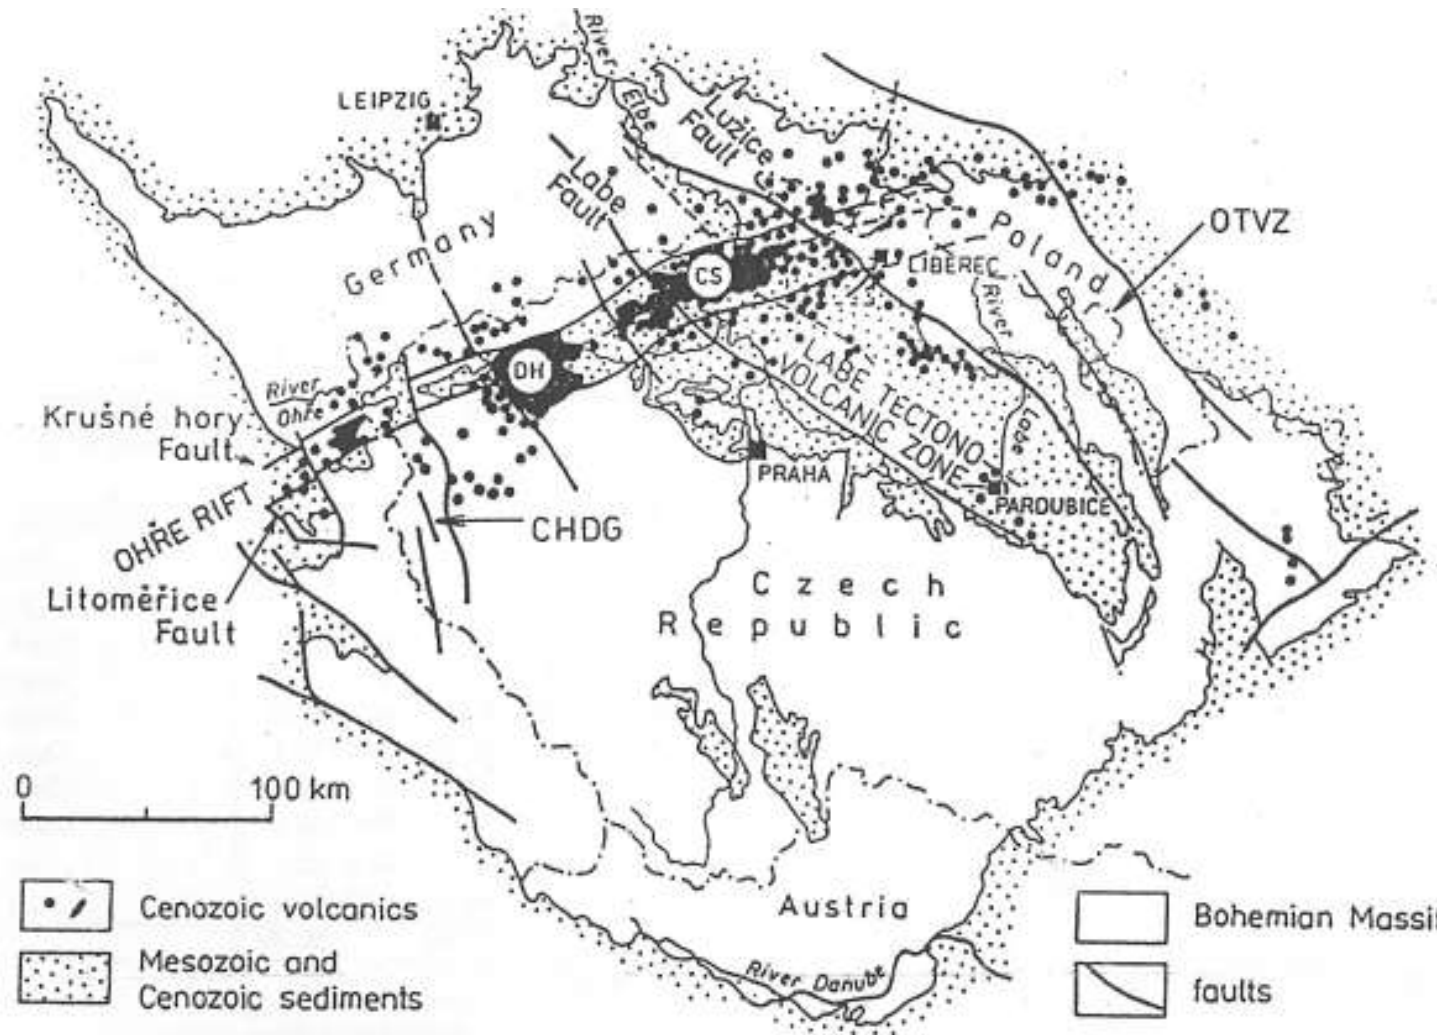 River
Elbe
LEIPZIG
Lužice
Fault
Labe
Fault
Germany
OTVZ
Poland
CS
LIBEREC
River
Labe
DH
River
Ohře
Krušné hory
Fault
LABE TECTONO
VOLCANIC ZONE
PRAHA
PARDUBICE
OHŘE RIFT
CHDG
Litoměřice
Fault
Czech
Republic
0
100 km
Austria
River Danube
Cenozoic volcanics
Mesozoic and
Cenozoic sediments
Bohemian Massi
faults